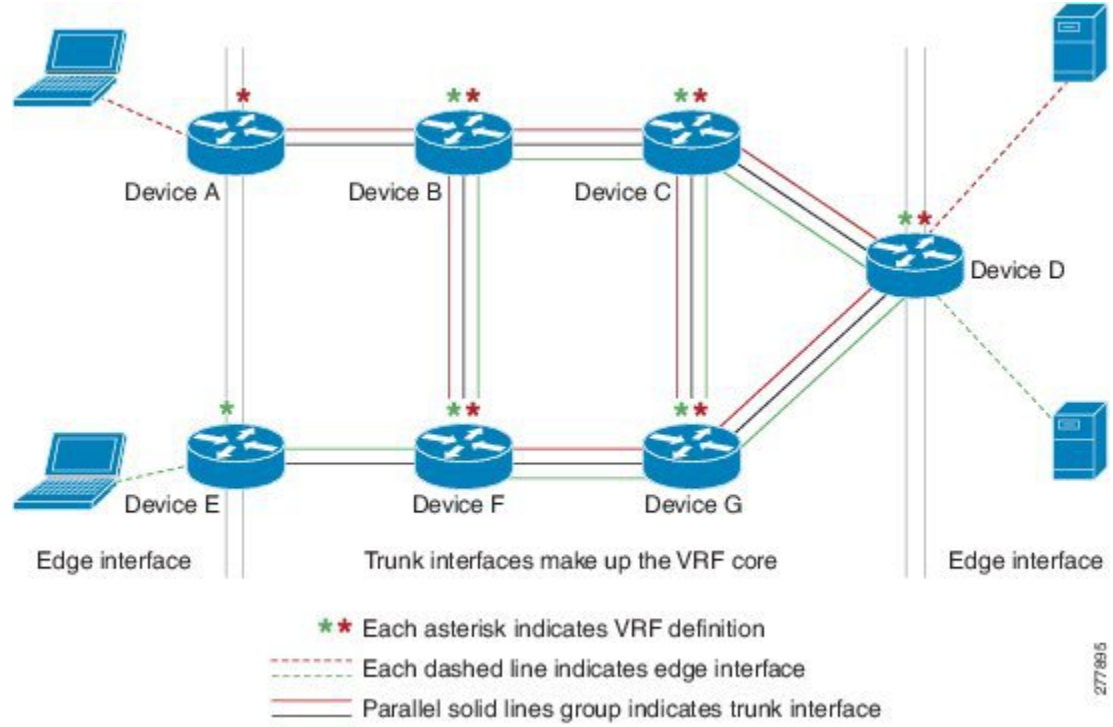 * * * * *
Device A
Device B
Device C
* *
Device D
* * * * *
Device E
Device F
Device G
Edge interface
Trunk interfaces make up the VRF core
Edge interface
** Each asterisk indicates VRF definition
Each dashed line indicates edge interface
Parallel solid lines group indicates trunk interface
277895